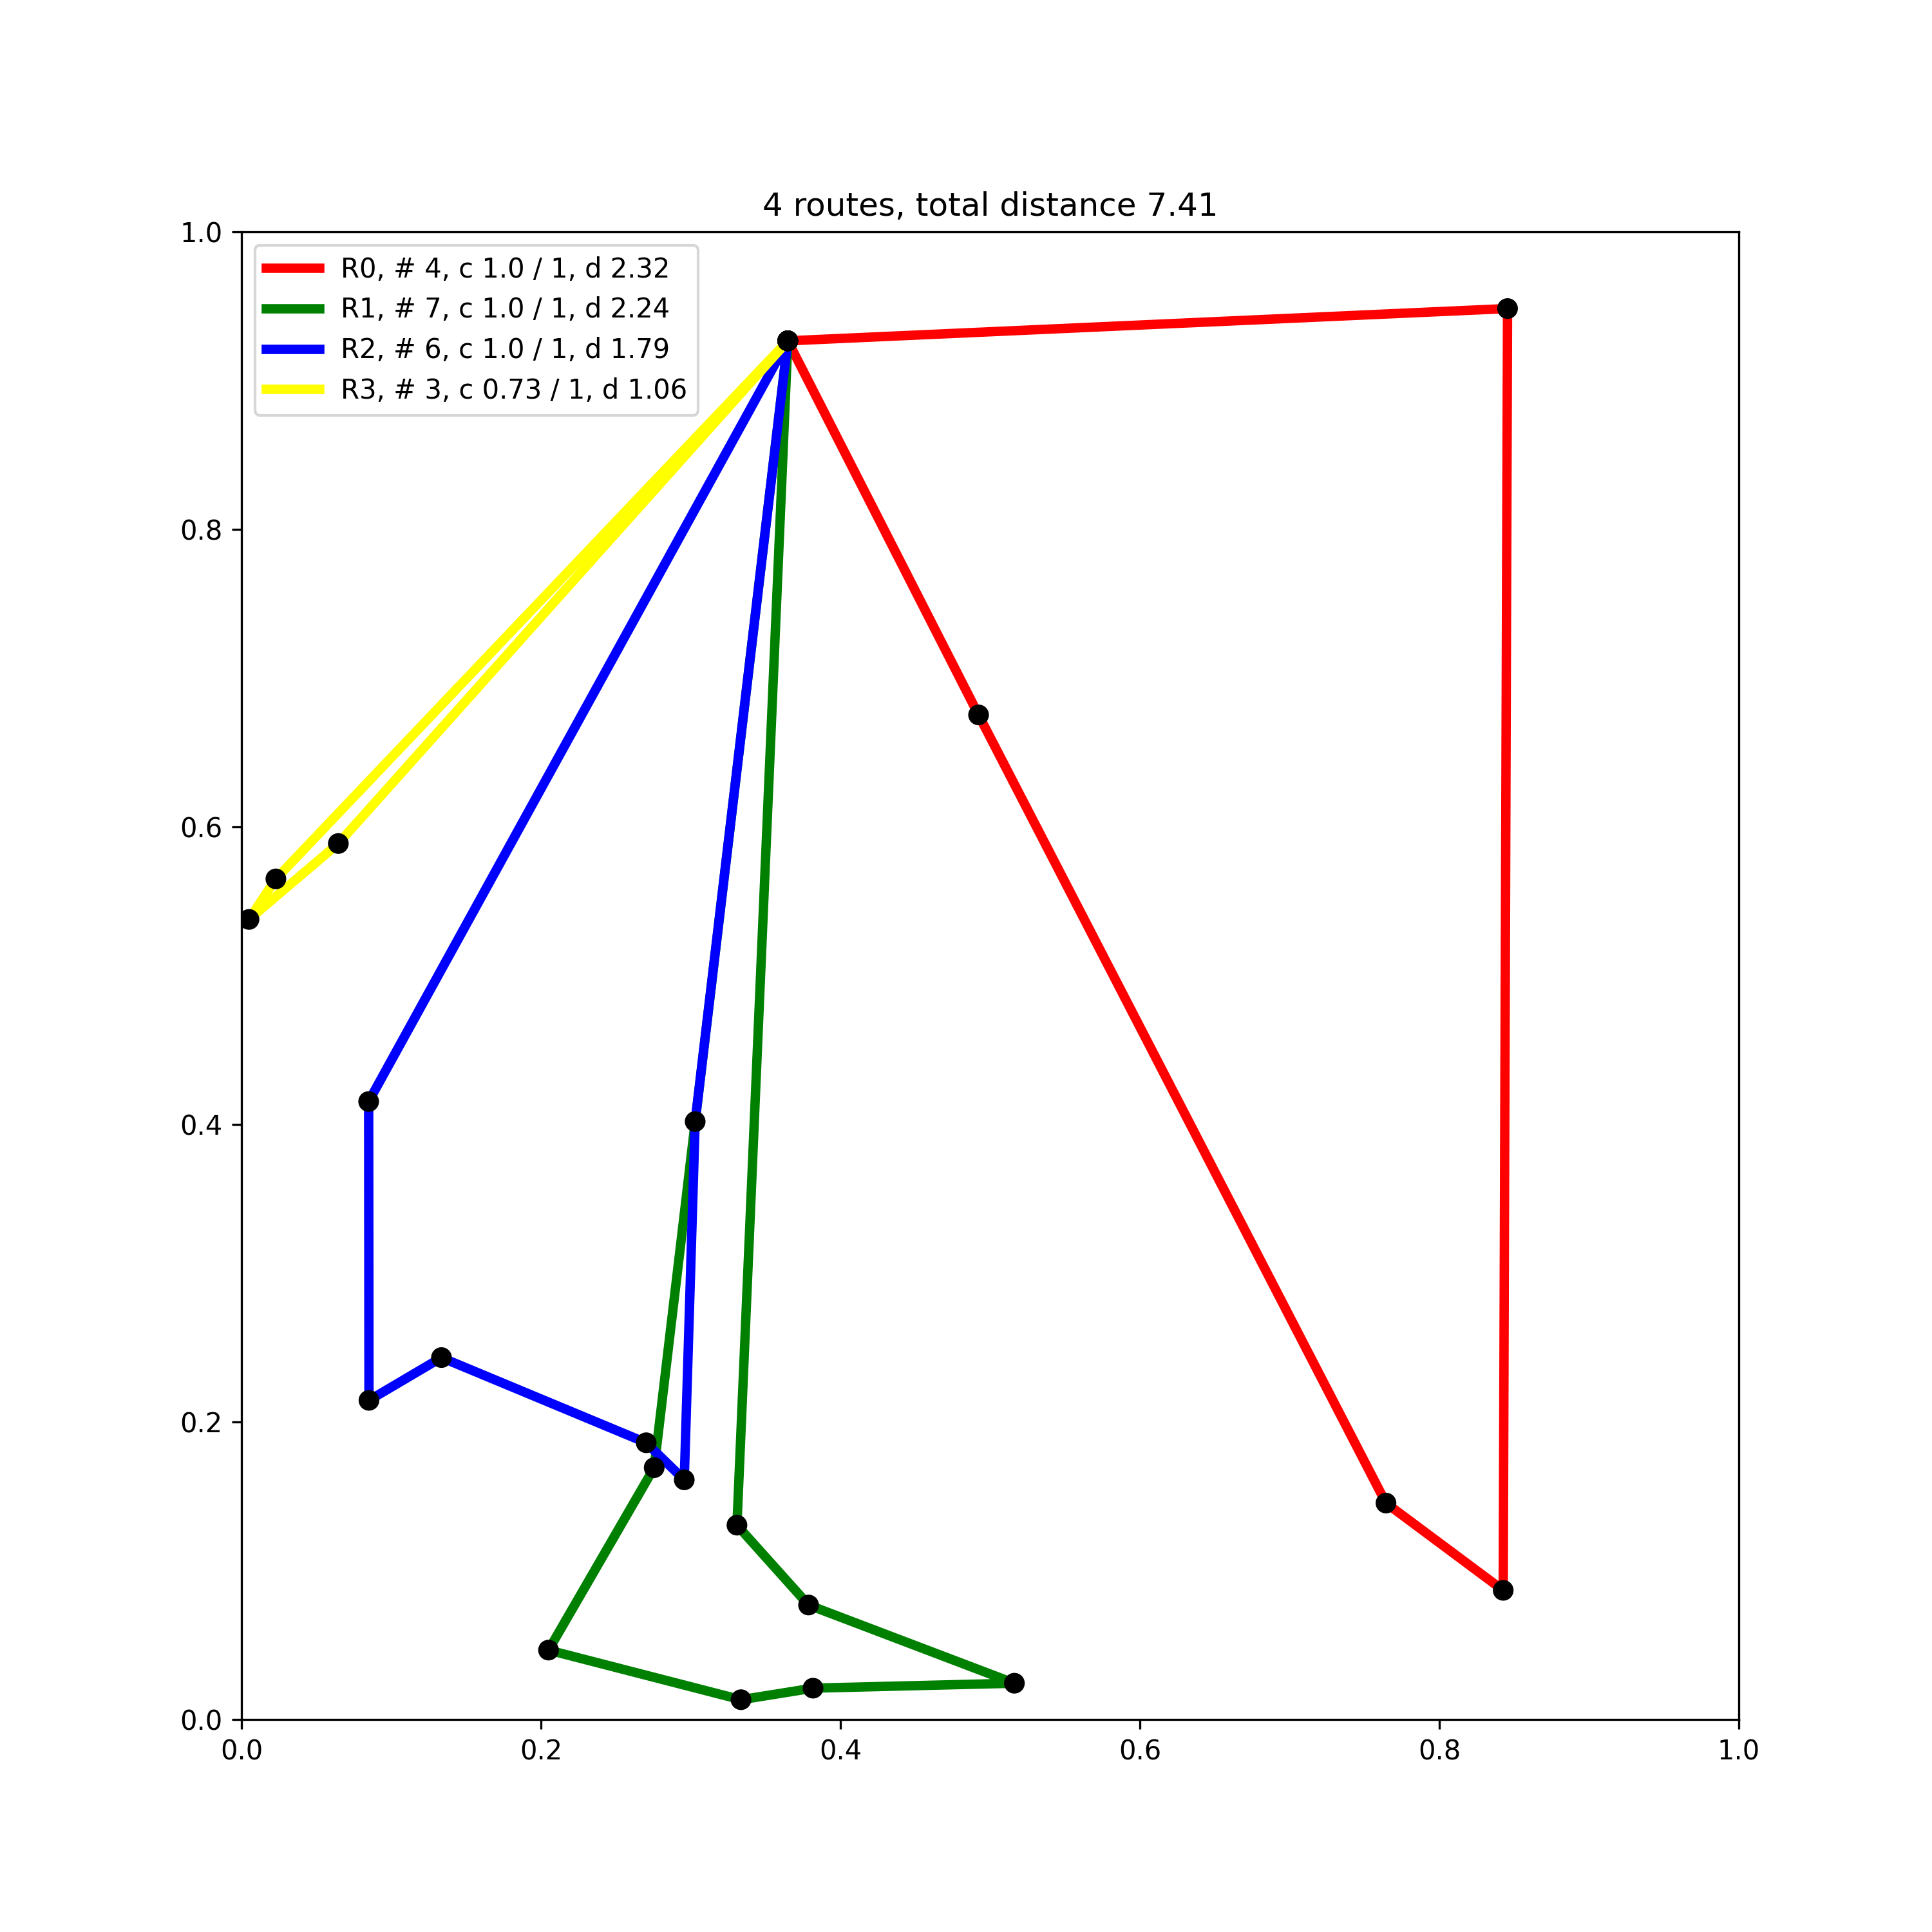 4 routes, total distance 7.41
1.0
R0, # 4, c 1.0 / 1, d 2.32
R1, # 7, c 1.0 / 1, d 2.24
R2, # 6, c 1.0 / 1, d 1.79
R3, # 3, c 0.73 / 1, d 1.06
0.8
0.6
0.4
0.2
0.0
0.0 0.2 0.4 0.6 0.8 1.0